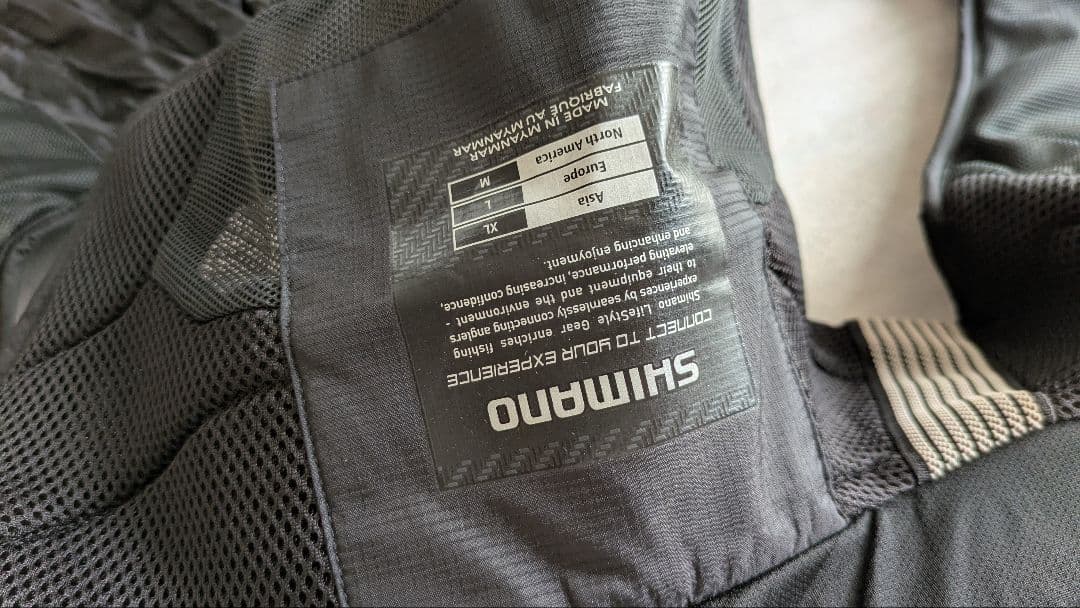 SHIMANO
CONNECT TO YOUR EXPERIENCE
Shimano LifeStyle Gear enriches fishing
experiences by seamlessly connecting anglers
to their equipment and the environment -
elevating performance, increasing confidence,
and enhancing enjoyment.
Asia XL
Europe L
North America M
MADE IN MYANMAR
FABRIQUÉ AU MYANMAR